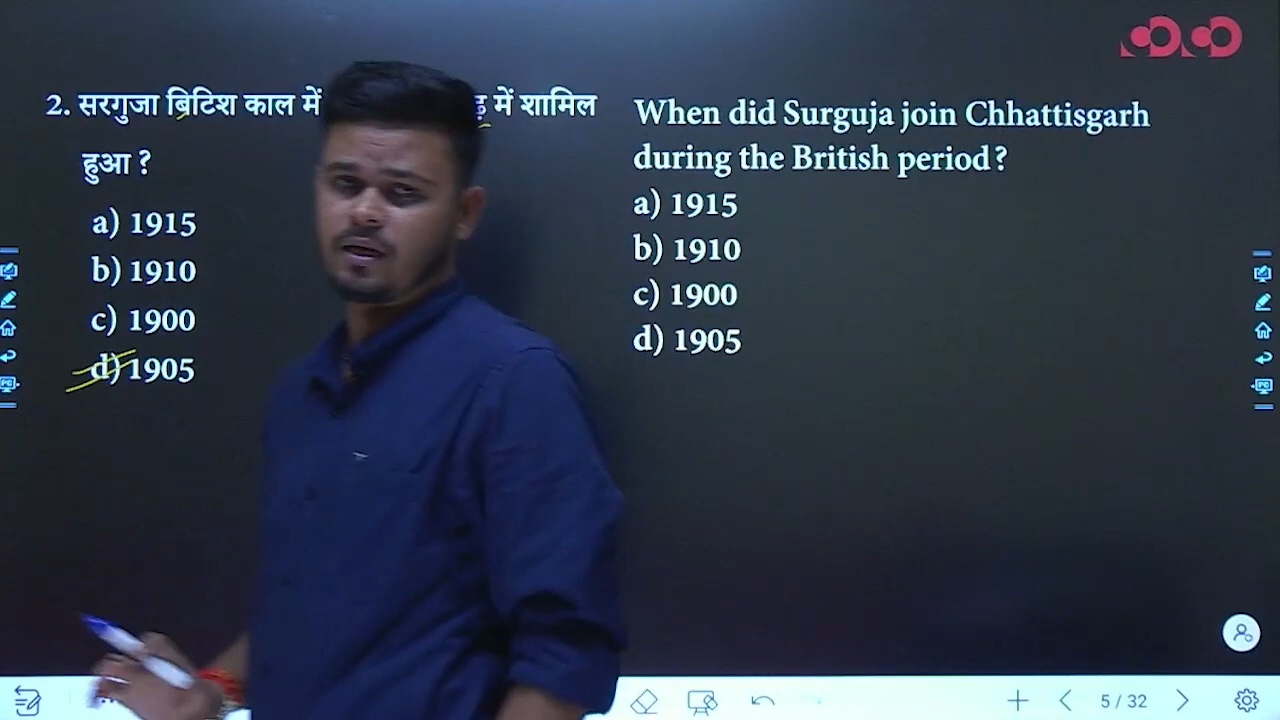 2. सरगुजा ब्रिटिश काल में में शामिल
हुआ ?
a) 1915
b) 1910
c) 1900
d) 1905
When did Surguja join Chhattisgarh
during the British period?
a) 1915
b) 1910
c) 1900
d) 1905
5 / 32